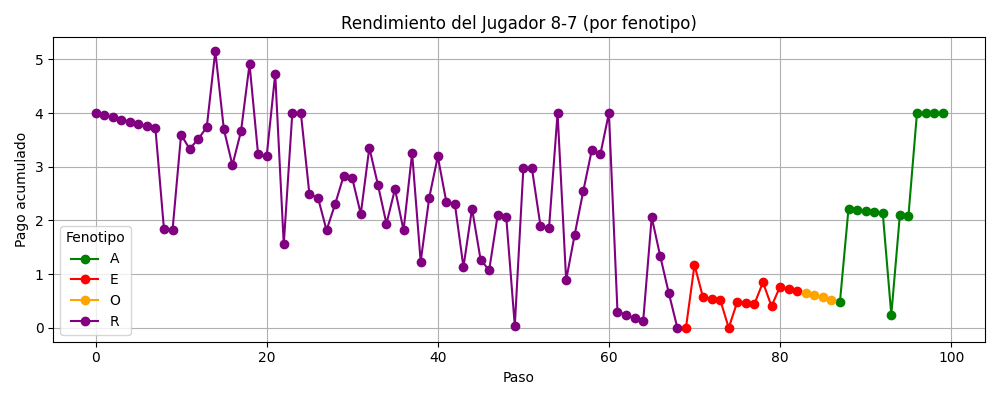 Rendimiento del Jugador 8-7 (por fenotipo)
Pago acumulado
5
4
3
2
1
0
Fenotipo
A
E
O
R
0 20 40 60 80 100
Paso